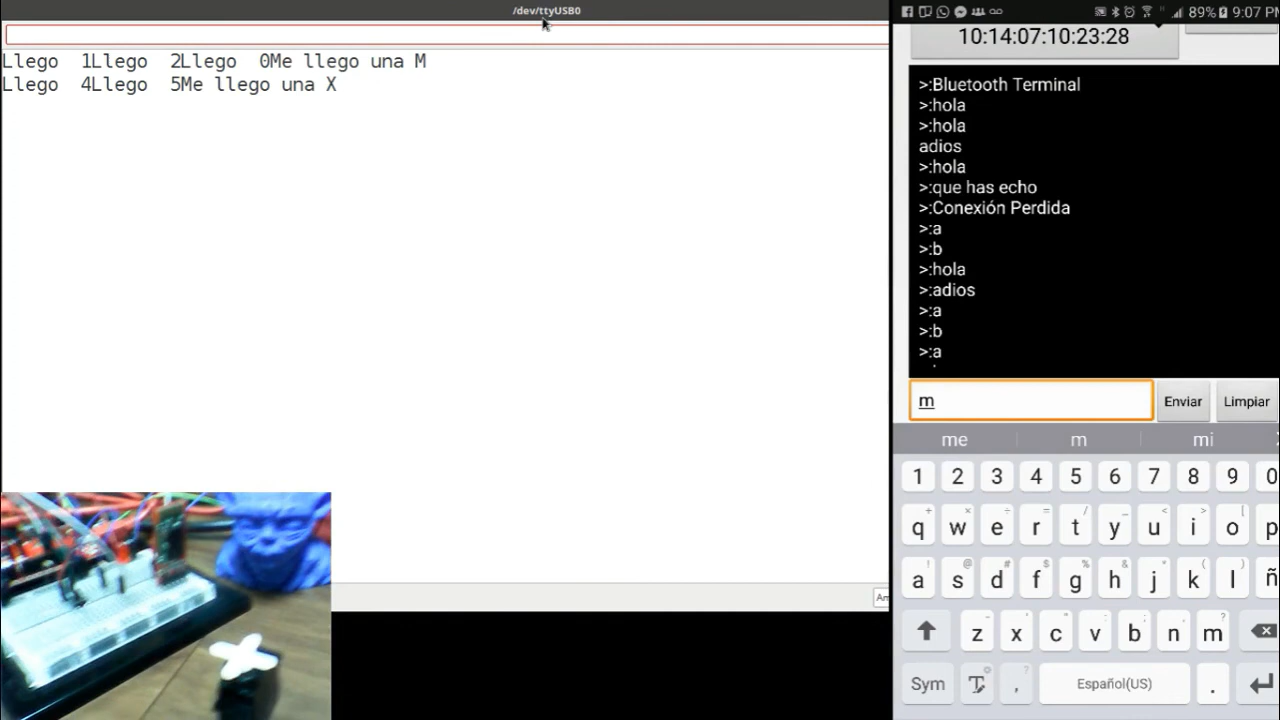 /dev/ttyUSB0
Llego  1Llego  2Llego  0Me llego una M
Llego  4Llego  5Me llego una X
89% 9:07 PM
10:14:07:10:23:28
>:Bluetooth Terminal
>:hola
>:hola
adios
>:hola
>:que has echo
>:Conexión Perdida
>:a
>:b
>:hola
>:adios
>:a
>:b
>:a
m
Enviar
Limpiar
me m mi
1 2 3 4 5 6 7 8 9 0
q w e r t y u i o p
a s d f g h j k l ñ
z x c v b n m
Sym , Español(US) .